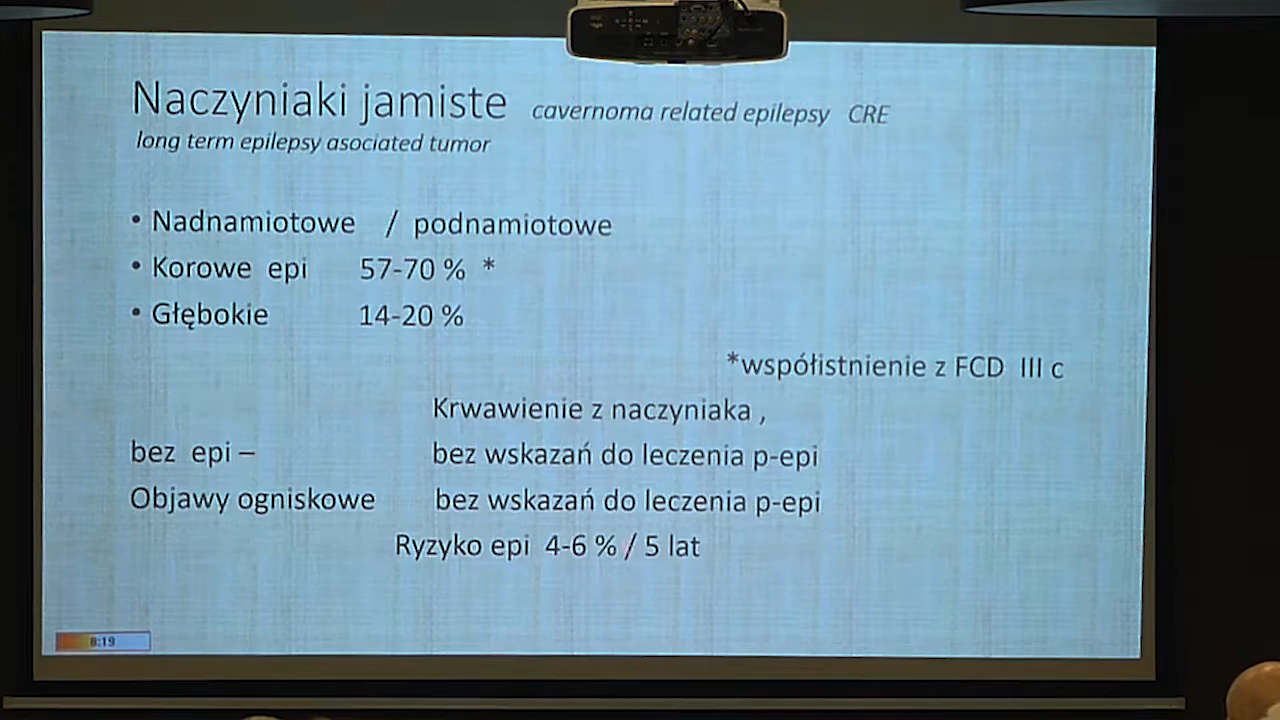 Naczyniaki jamiste cavernoma related epilepsy CRE
long term epilepsy asociated tumor
• Nadnamiotowe / podnamiotowe
• Korowe epi 57-70 % *
• Głębokie 14-20 %
*współistnienie z FCD III c
Krwawienie z naczyniaka ,
bez epi – bez wskazań do leczenia p-epi
Objawy ogniskowe bez wskazań do leczenia p-epi
Ryzyko epi 4-6 % / 5 lat
8:19